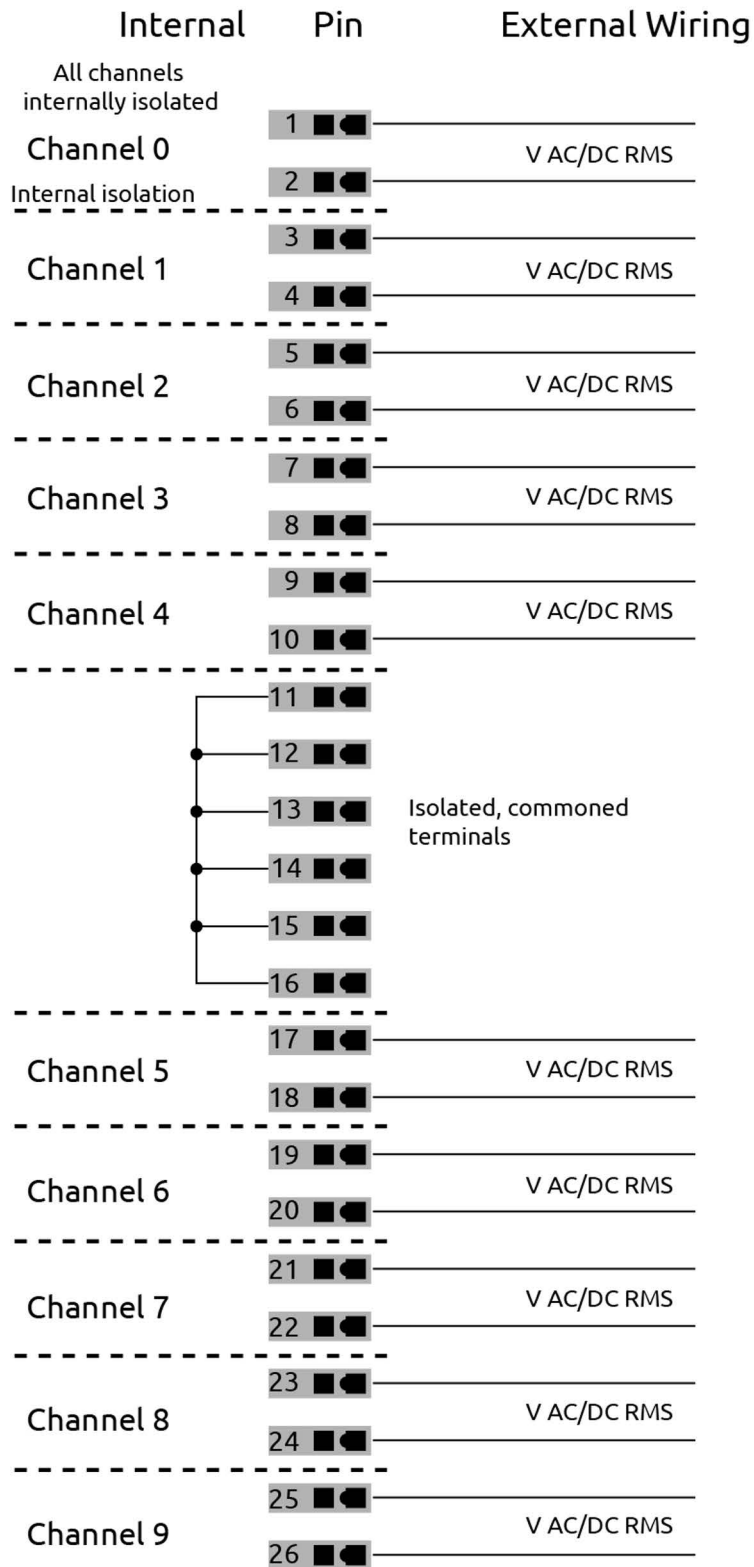 Internal Pin External Wiring
All channels
internally isolated
1
Channel 0 V AC/DC RMS
2
Internal isolation
3
Channel 1 V AC/DC RMS
4
5
Channel 2 V AC/DC RMS
6
7
Channel 3 V AC/DC RMS
8
9
Channel 4 V AC/DC RMS
10
11
12
13 Isolated, commoned
terminals
14
15
16
17
Channel 5 V AC/DC RMS
18
19
Channel 6 V AC/DC RMS
20
21
Channel 7 V AC/DC RMS
22
23
Channel 8 V AC/DC RMS
24
25
Channel 9 V AC/DC RMS
26